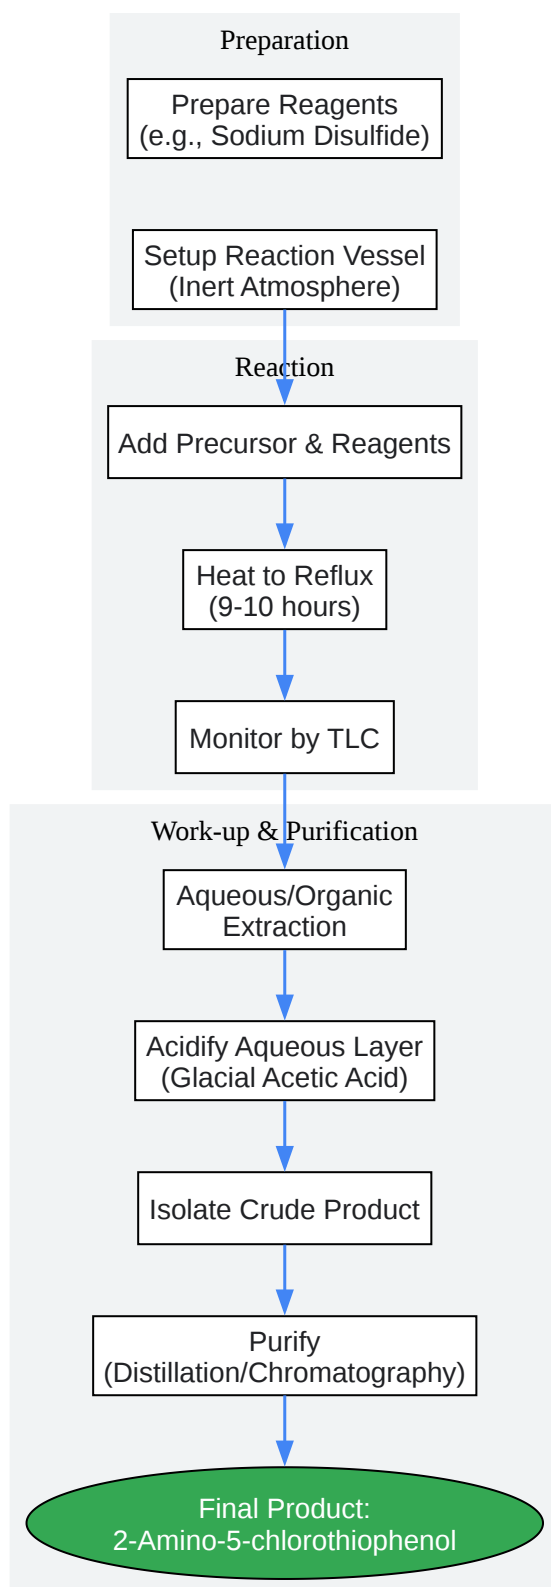 Preparation
Prepare Reagents
(e.g., Sodium Disulfide)
Setup Reaction Vessel
(Inert Atmosphere)
Reaction
Add Precursor & Reagents
Heat to Reflux
(9-10 hours)
Monitor by TLC
Work-up & Purification
Aqueous/Organic
Extraction
Acidify Aqueous Layer
(Glacial Acetic Acid)
Isolate Crude Product
Purify
(Distillation/Chromatography)
Final Product:
2-Amino-5-chlorothiophenol